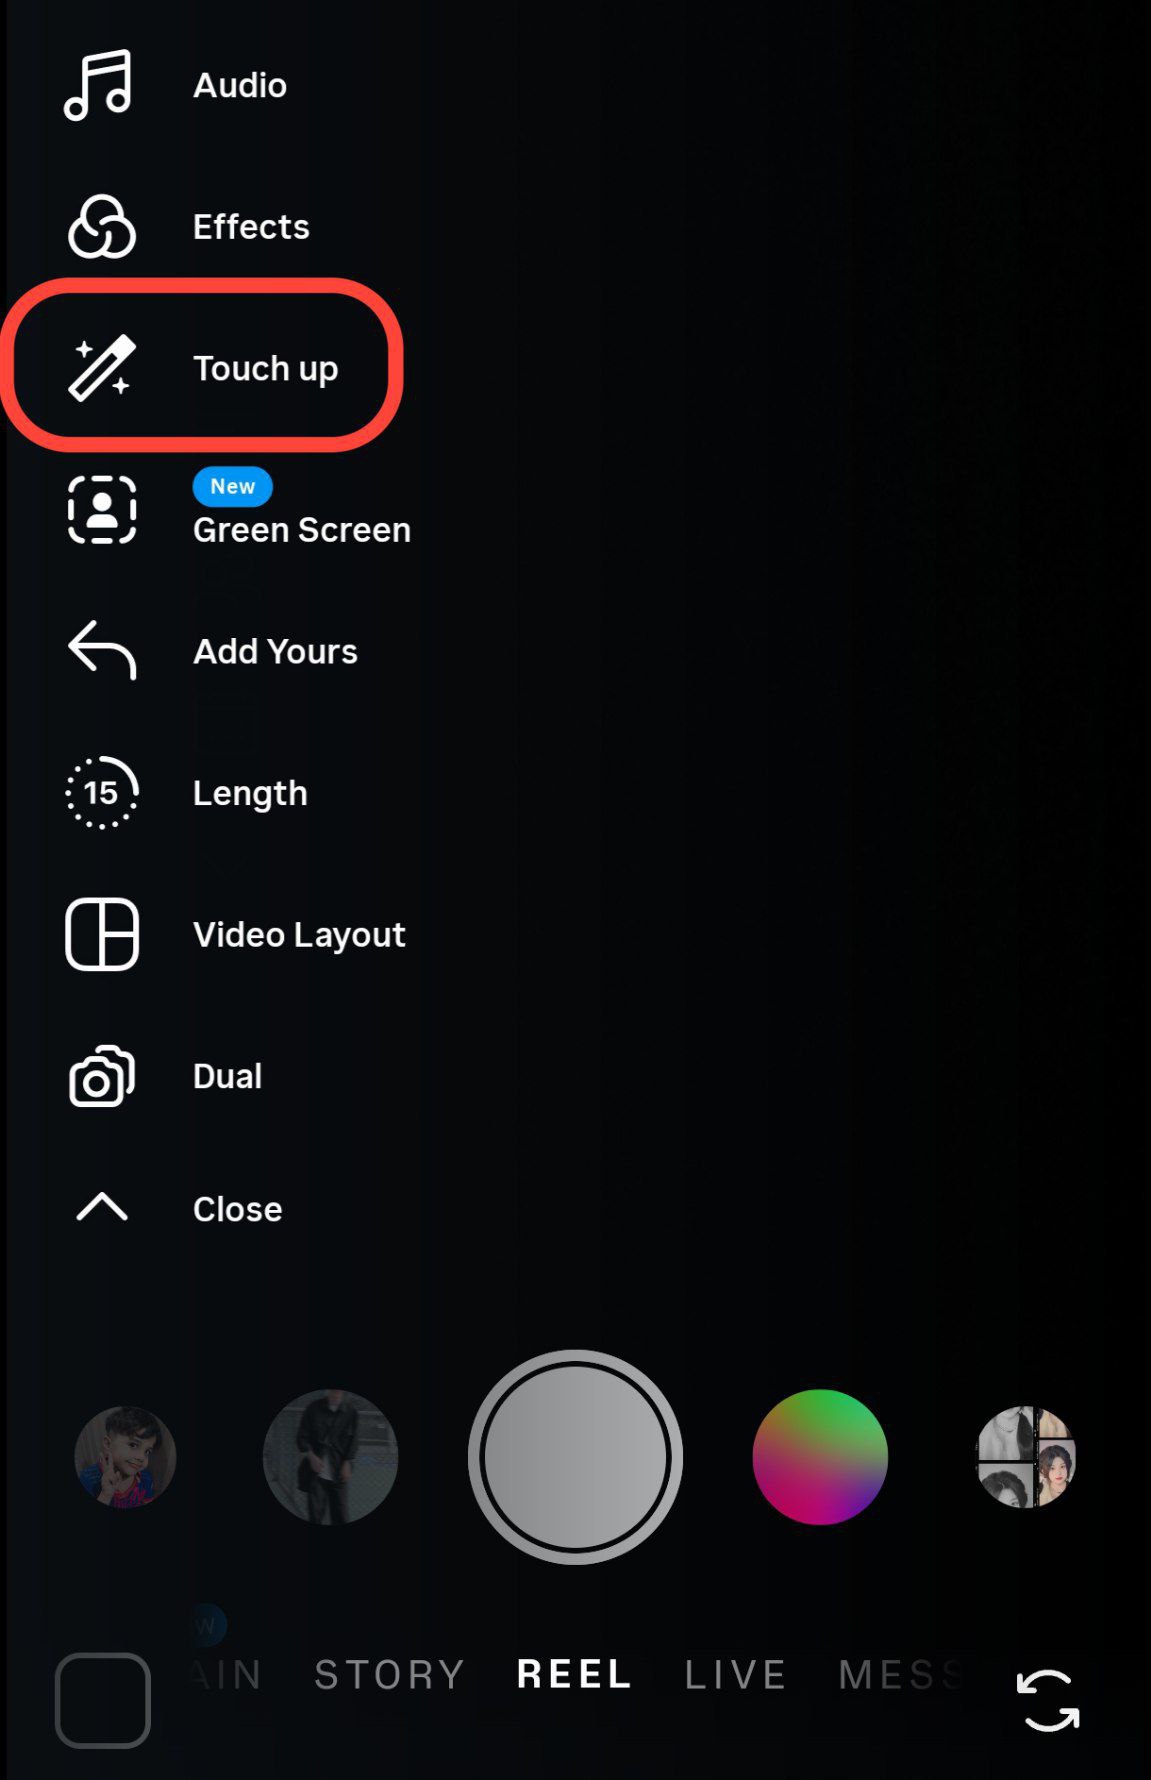 Audio
Effects
Touch up
New
Green Screen
Add Yours
15
Length
Video Layout
Dual
Close
W
AIN STORY REEL LIVE MESS